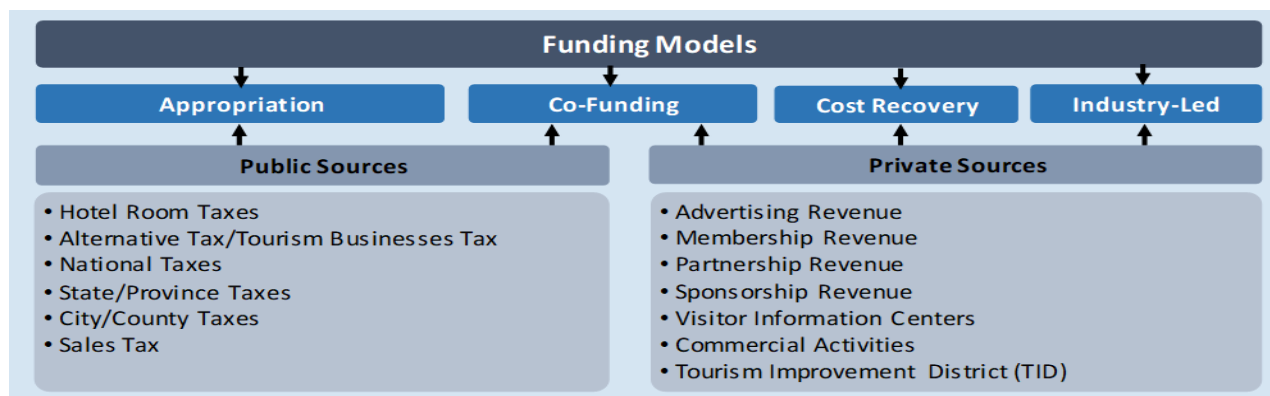 Funding Models
Appropriation
Co-Funding
Cost Recovery
Industry-Led
Public Sources
• Hotel Room Taxes
• Alternative Tax/Tourism Businesses Tax
• National Taxes
• State/Province Taxes
• City/County Taxes
• Sales Tax
Private Sources
• Advertising Revenue
• Membership Revenue
• Partnership Revenue
• Sponsorship Revenue
• Visitor Information Centers
• Commercial Activities
• Tourism Improvement District (TID)